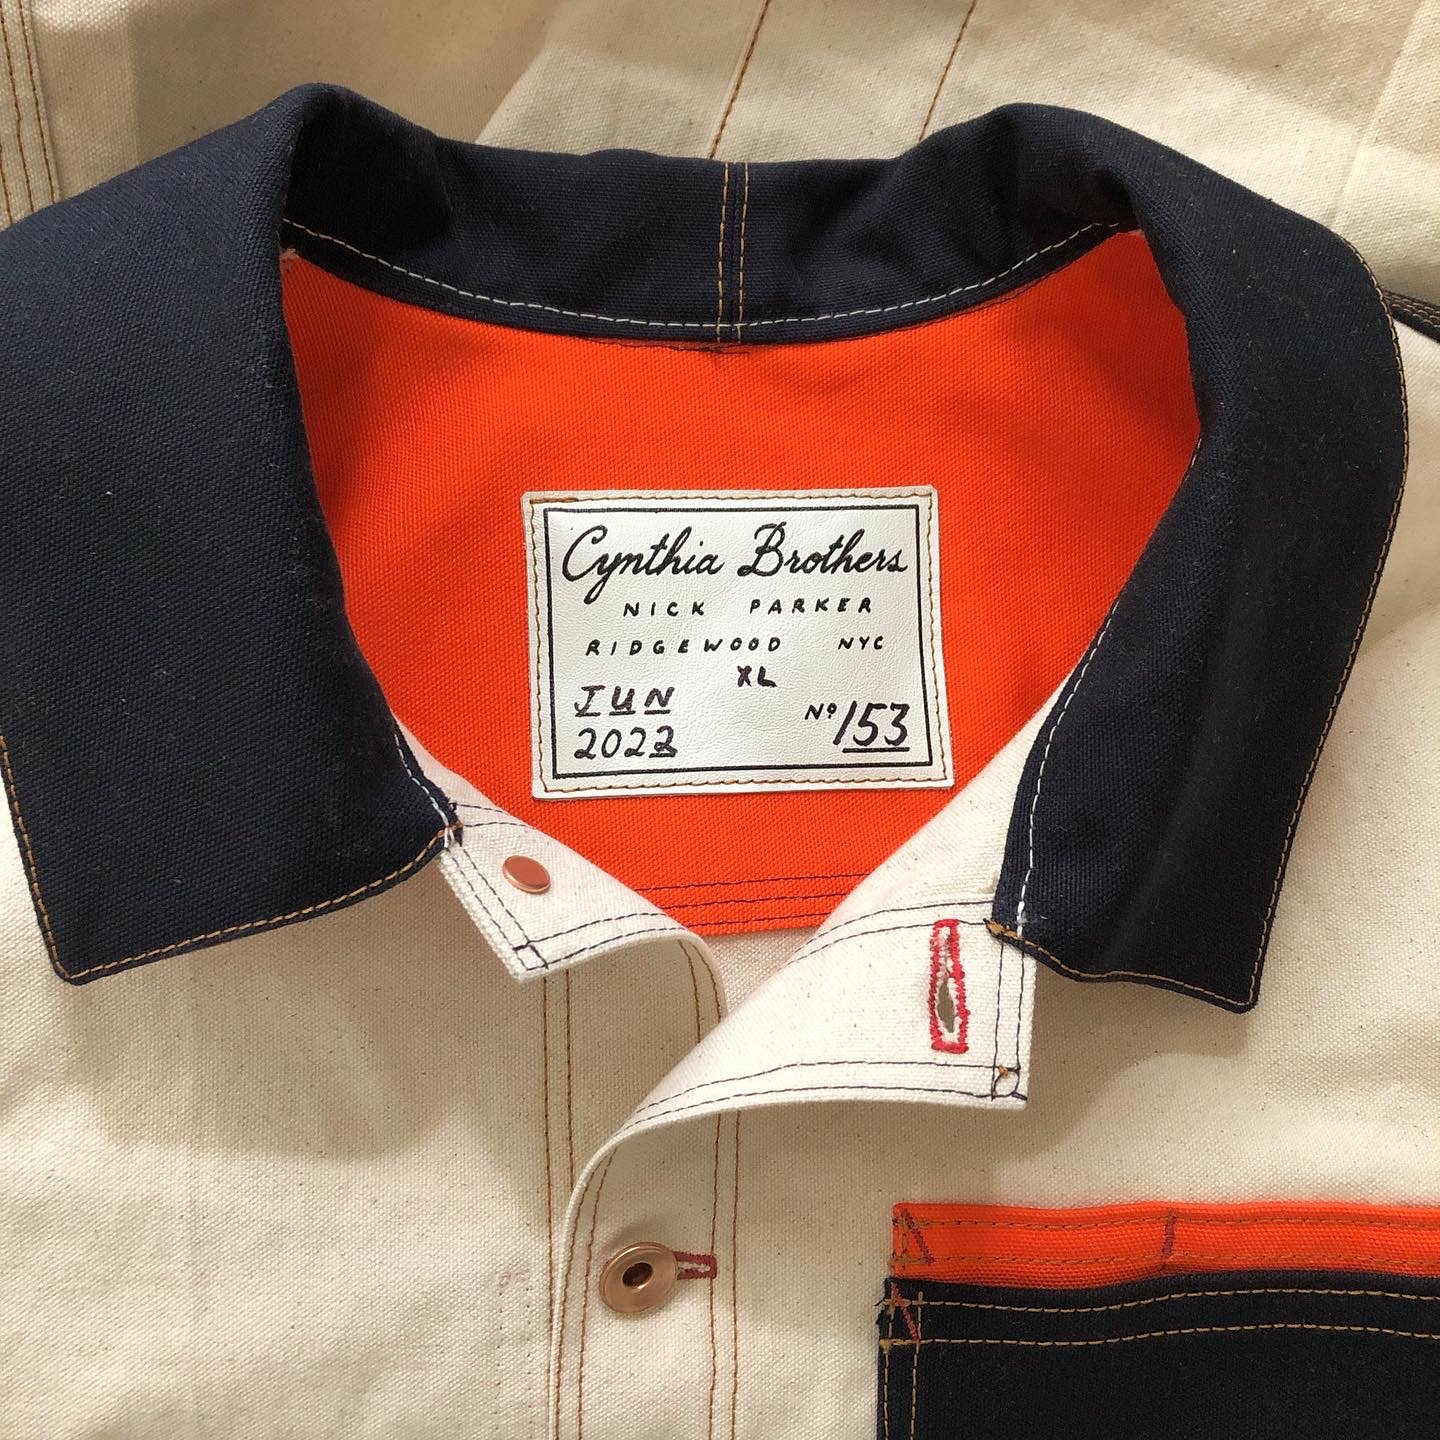 Cynthia Brothers
NICK PARKER
RIDGEWOOD NYC
XL
JUN
2022
Nº 153